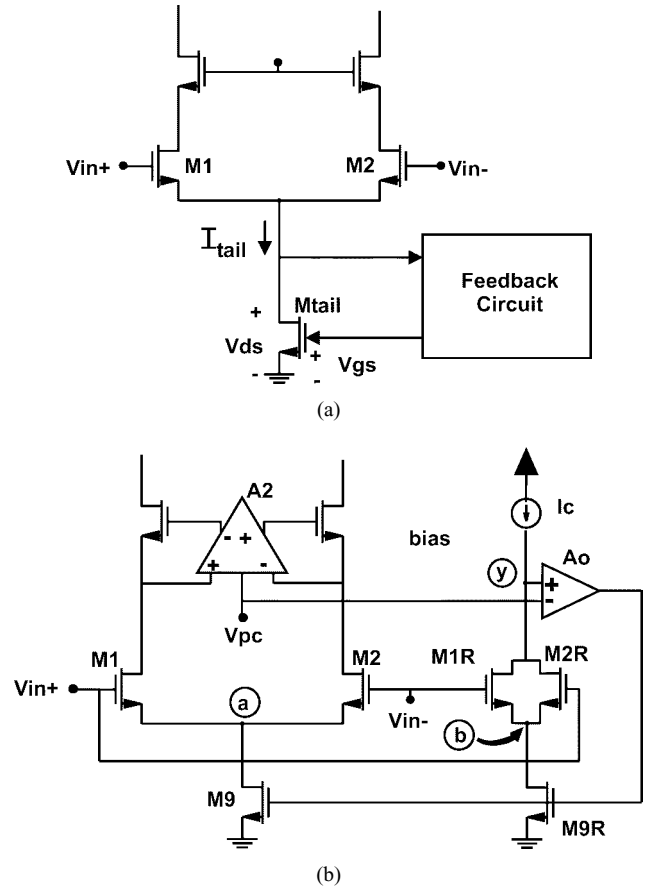 Vin+
M1
M2
Vin-
Itail
+
Mtail
Vds
+
Vgs
-
-
Feedback
Circuit
(a)
A2
- +
+ -
Ic
bias
y
Ao
+
-
Vpc
M1
M2
M1R
M2R
Vin+
a
Vin-
b
M9
M9R
(b)